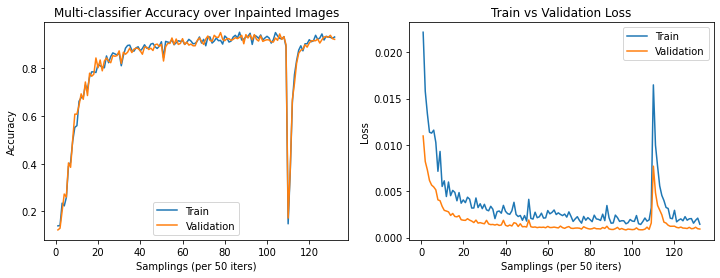 Multi-classifier Accuracy over Inpainted Images
Accuracy
0.8
0.6
0.4
0.2
Train
Validation
0 20 40 60 80 100 120
Samplings (per 50 iters)
Train vs Validation Loss
Loss
0.020
0.015
0.010
0.005
0.000
Train
Validation
0 20 40 60 80 100 120
Samplings (per 50 iters)